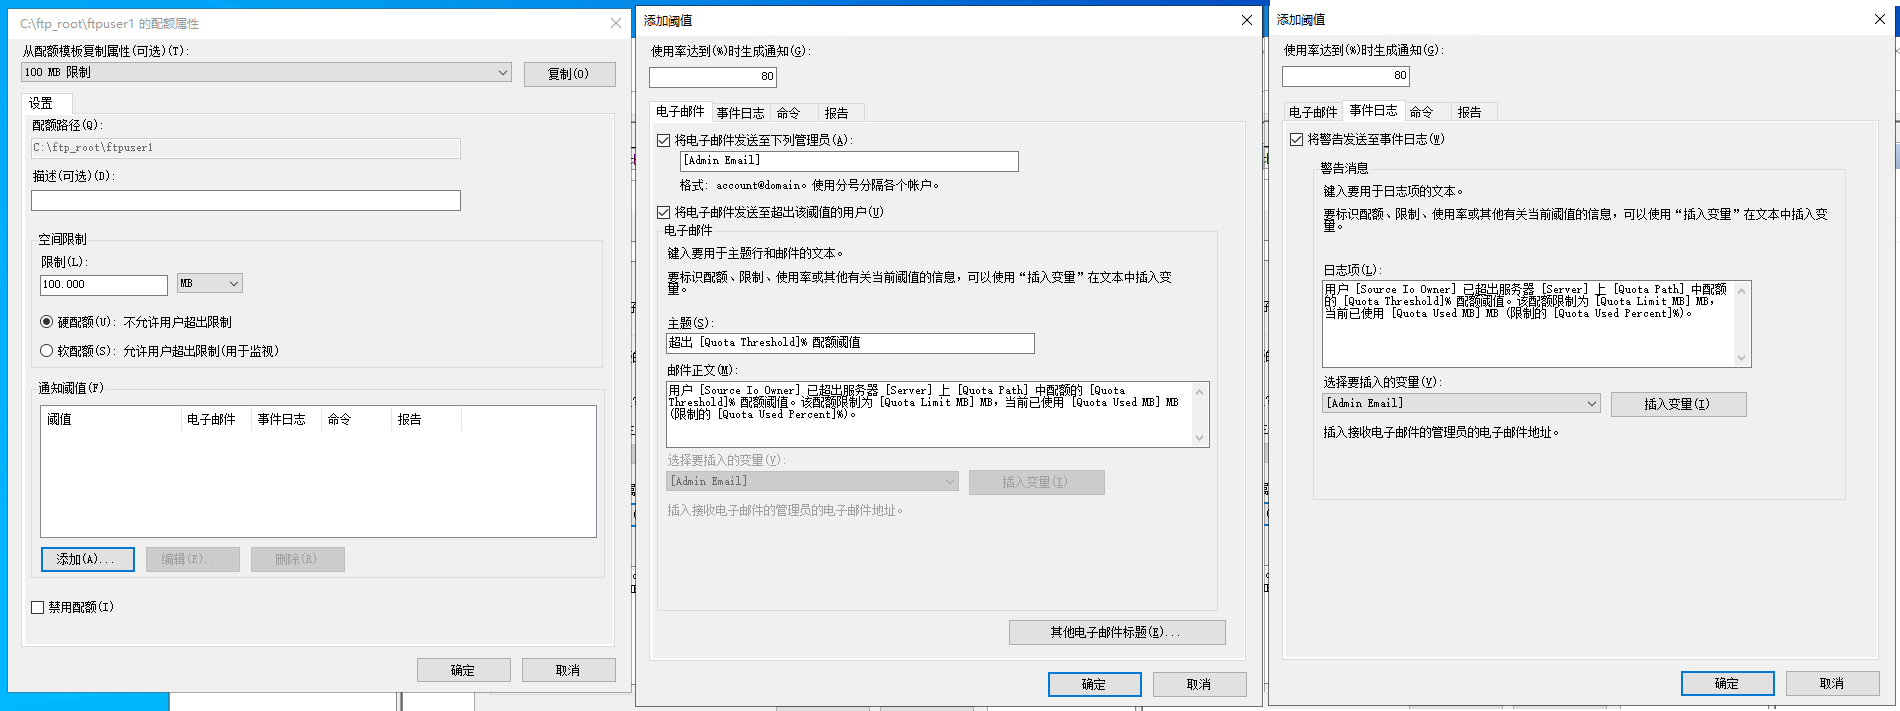 C:\ftp_root\ftpuser1 的配额属性
从配额模板复制属性(可选)(T):
100 MB 限制
复制(O)
设置
配额路径(Q):
C:\ftp_root\ftpuser1
描述(可选)(D):
空间限制
限制(L):
100.000
MB
硬配额(U): 不允许用户超出限制
软配额(S): 允许用户超出限制(用于监视)
通知阈值(F)
阈值 电子邮件 事件日志 命令 报告
添加(A)... 编辑(E)... 删除(R)
禁用配额(I)
确定 取消
添加阈值
使用率达到(%)时生成通知(G):
80
电子邮件 事件日志 命令 报告
将电子邮件发送至下列管理员(A):
[Admin Email]
格式: account@domain。使用分号分隔各个帐户。
将电子邮件发送至超出该阈值的用户(U)
电子邮件
键入要用于主题行和邮件的文本。
要标识配额、限制、使用率或其他有关当前阈值的信息，可以使用“插入变量”在文本中插入变
量。
主题(S):
超出 [Quota Threshold]% 配额阈值
邮件正文(M):
用户 [Source Io Owner] 已超出服务器 [Server] 上 [Quota Path] 中配额的 [Quota
Threshold]% 配额阈值。该配额限制为 [Quota Limit MB] MB，当前已使用 [Quota Used MB] MB
(限制的 [Quota Used Percent]%)。
选择要插入的变量(V):
[Admin Email]
插入变量(I)
插入接收电子邮件的管理员的电子邮件地址。
其他电子邮件标题(E)...
确定 取消
添加阈值
使用率达到(%)时生成通知(G):
80
电子邮件 事件日志 命令 报告
将警告发送至事件日志(W)
警告消息
键入要用于日志项的文本。
要标识配额、限制、使用率或其他有关当前阈值的信息，可以使用“插入变量”在文本中插入变
量。
日志项(L):
用户 [Source Io Owner] 已超出服务器 [Server] 上 [Quota Path] 中配额
的 [Quota Threshold]% 配额阈值。该配额限制为 [Quota Limit MB] MB，
当前已使用 [Quota Used MB] MB (限制的 [Quota Used Percent]%)。
选择要插入的变量(V):
[Admin Email]
插入变量(I)
插入接收电子邮件的管理员的电子邮件地址。
确定 取消